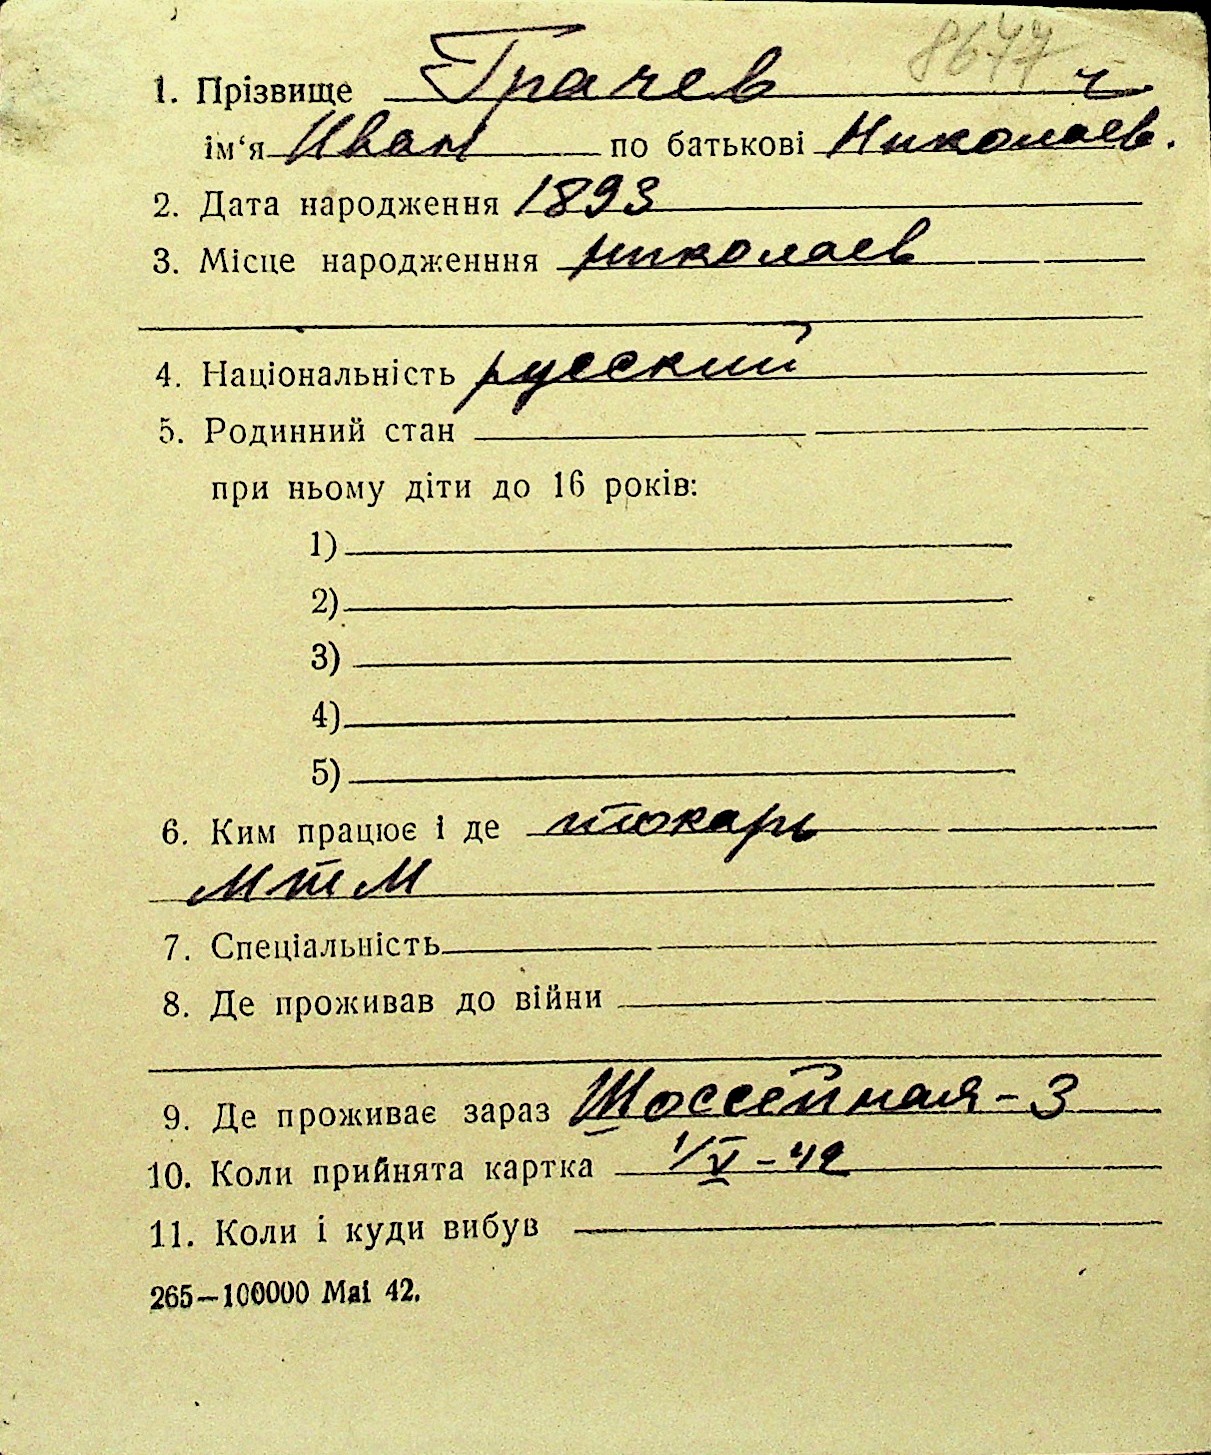 8677
1. Прізвище Грачев ч
ім‘я Иван по батькові Николаев.
2. Дата народження 1893
3. Місце народженння николаев
4. Національність русский
5. Родинний стан
при ньому діти до 16 років:
1)
2)
3)
4)
5)
6. Ким працює і де токарь
МТМ
7. Спеціальність
8. Де проживав до війни
9. Де проживає зараз Шоссейная-3
10. Коли прийнята картка 1/V-42
11. Коли і куди вибув
265—100000 Mai 42.